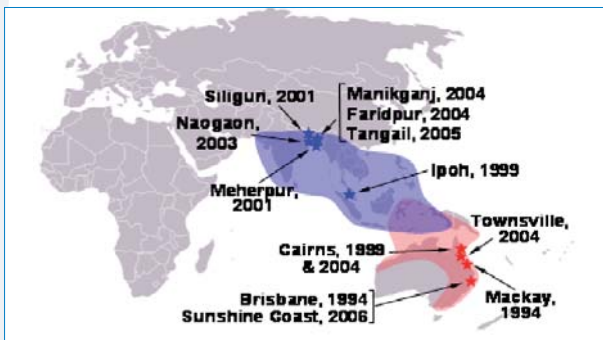 Siligun, 2001
Manikganj, 2004
Faridpur, 2004
Tangail, 2005
Naogaon,
2003
Meherpur,
2001
Ipoh, 1999
Townsville,
2004
Cairns, 1999
& 2004
Brisbane, 1994
Sunshine Coast, 2006
Mackay,
1994